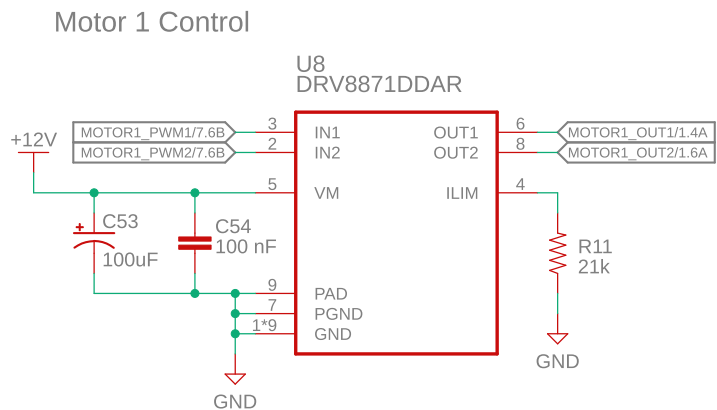 Motor 1 Control
U8
DRV8871DDAR
+12V
MOTOR1_PWM1/7.6B
3
IN1
OUT1
6
MOTOR1_OUT1/1.4A
MOTOR1_PWM2/7.6B
2
IN2
OUT2
8
MOTOR1_OUT2/1.6A
5
VM
ILIM
4
+
C53
100uF
C54
100 nF
R11
21k
9
PAD
7
PGND
1*9
GND
GND
GND